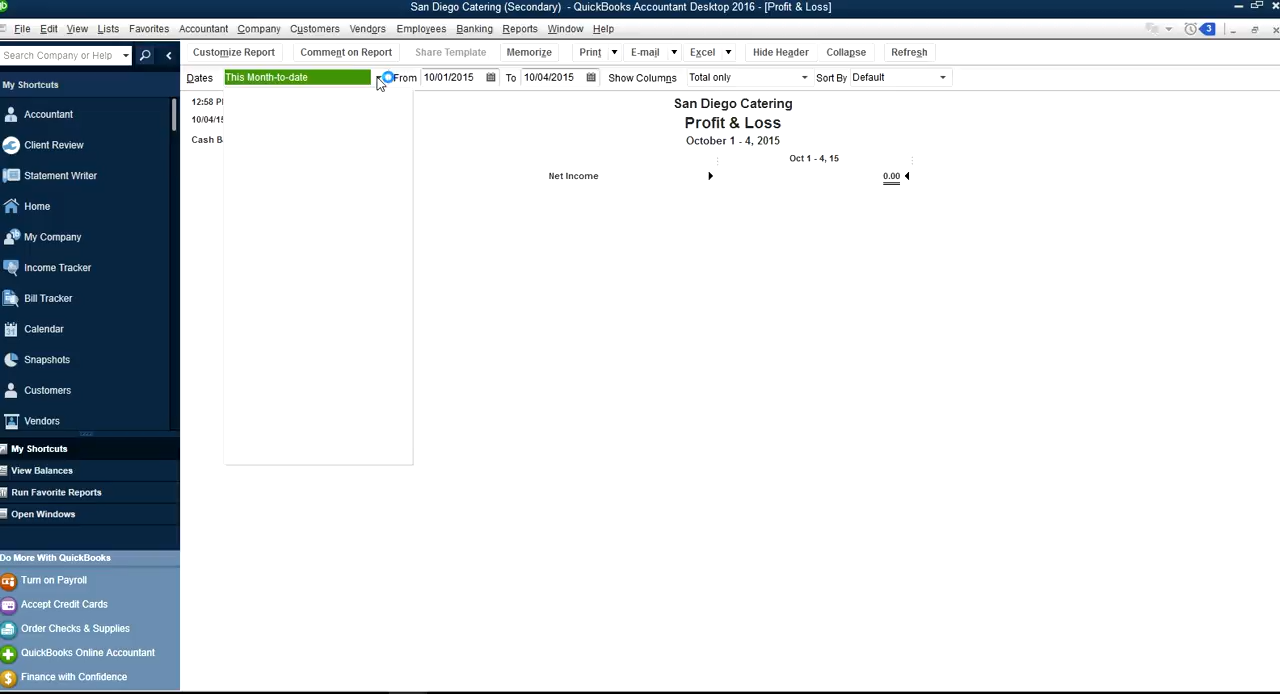 San Diego Catering (Secondary) - QuickBooks Accountant Desktop 2016 - [Profit & Loss]
File Edit View Lists Favorites Accountant Company Customers Vendors Employees Banking Reports Window Help
3
Search Company or Help
Customize Report Comment on Report Share Template Memorize Print E-mail Excel Hide Header Collapse Refresh
Dates This Month-to-date From 10/01/2015 To 10/04/2015 Show Columns Total only Sort By Default
My Shortcuts
Accountant
Client Review
Statement Writer
Home
My Company
Income Tracker
Bill Tracker
Calendar
Snapshots
Customers
Vendors
My Shortcuts
View Balances
Run Favorite Reports
Open Windows
Do More With QuickBooks
Turn on Payroll
Accept Credit Cards
Order Checks & Supplies
QuickBooks Online Accountant
Finance with Confidence
12:58 P
10/04/15
Cash B
San Diego Catering
Profit & Loss
October 1 - 4, 2015
Oct 1 - 4, 15
Net Income 0.00